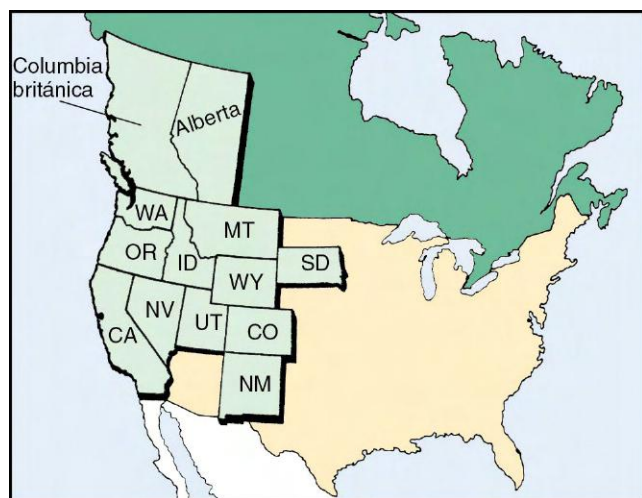 Columbia
británica
Alberta
WA
MT
OR
ID
SD
WY
NV
UT
CO
CA
NM